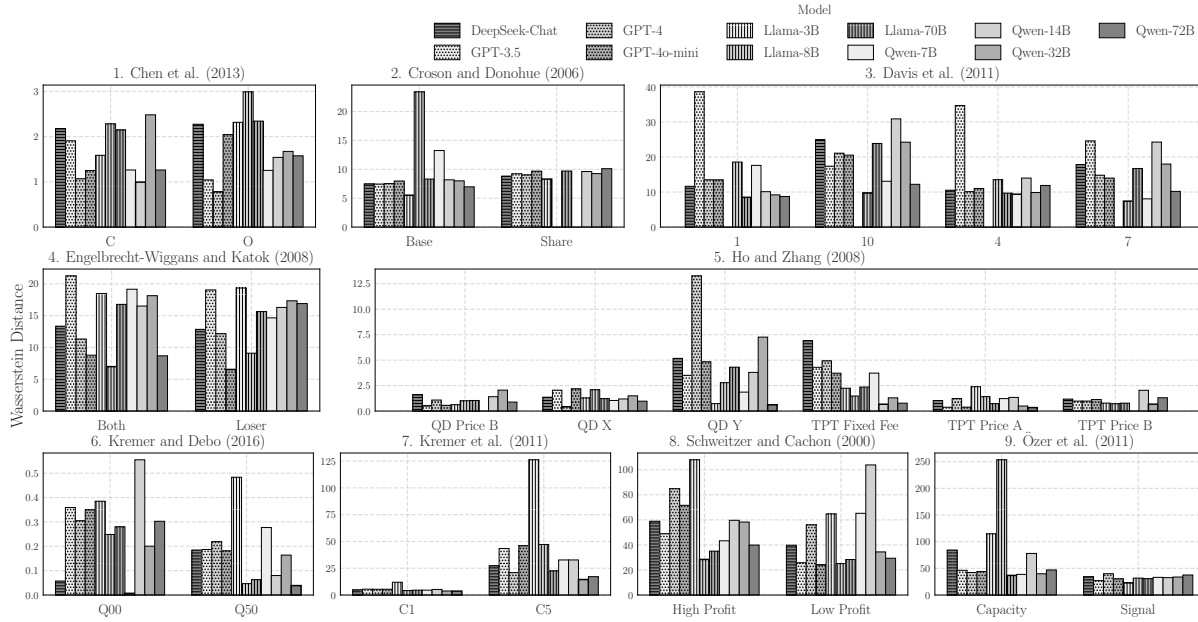 Model
DeepSeek-Chat GPT-4 Llama-3B Llama-70B Qwen-14B Qwen-72B
GPT-3.5 GPT-4o-mini Llama-8B Qwen-7B Qwen-32B
1. Chen et al. (2013) 2. Croson and Donohue (2006) 3. Davis et al. (2011)
3 20 40
2 15 30
1 10 20
0 5 10
0 0
C O Base Share 1 10 4 7
4. Engelbrecht-Wiggans and Katok (2008) 5. Ho and Zhang (2008)
Wasserstein Distance
20 12.5
15 10.0
10 7.5
5 5.0
0 2.5
0.0
Both Loser QD Price B QD X QD Y TPT Fixed Fee TPT Price A TPT Price B
6. Kremer and Debo (2016) 7. Kremer et al. (2011) 8. Schweitzer and Cachon (2000) 9. Özer et al. (2011)
0.5 125 100 250
0.4 100 80 200
0.3 75 60 150
0.2 50 40 100
0.1 25 20 50
0.0 0 0 0
Q00 Q50 C1 C5 High Profit Low Profit Capacity Signal